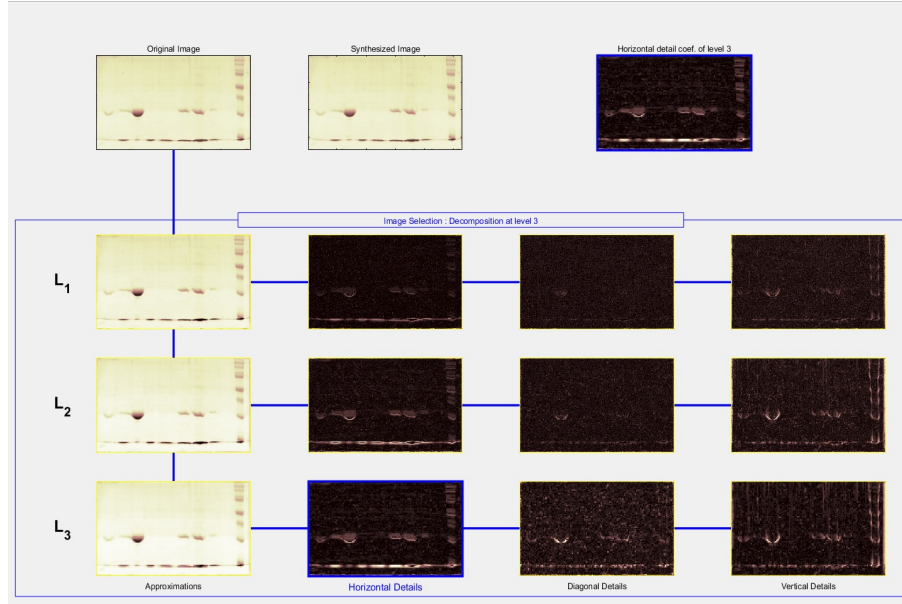 Original Image
Synthesized Image
Horizontal detail coef. of level 3
Image Selection : Decomposition at level 3
L1
L2
L3
Approximations
Horizontal Details
Diagonal Details
Vertical Details